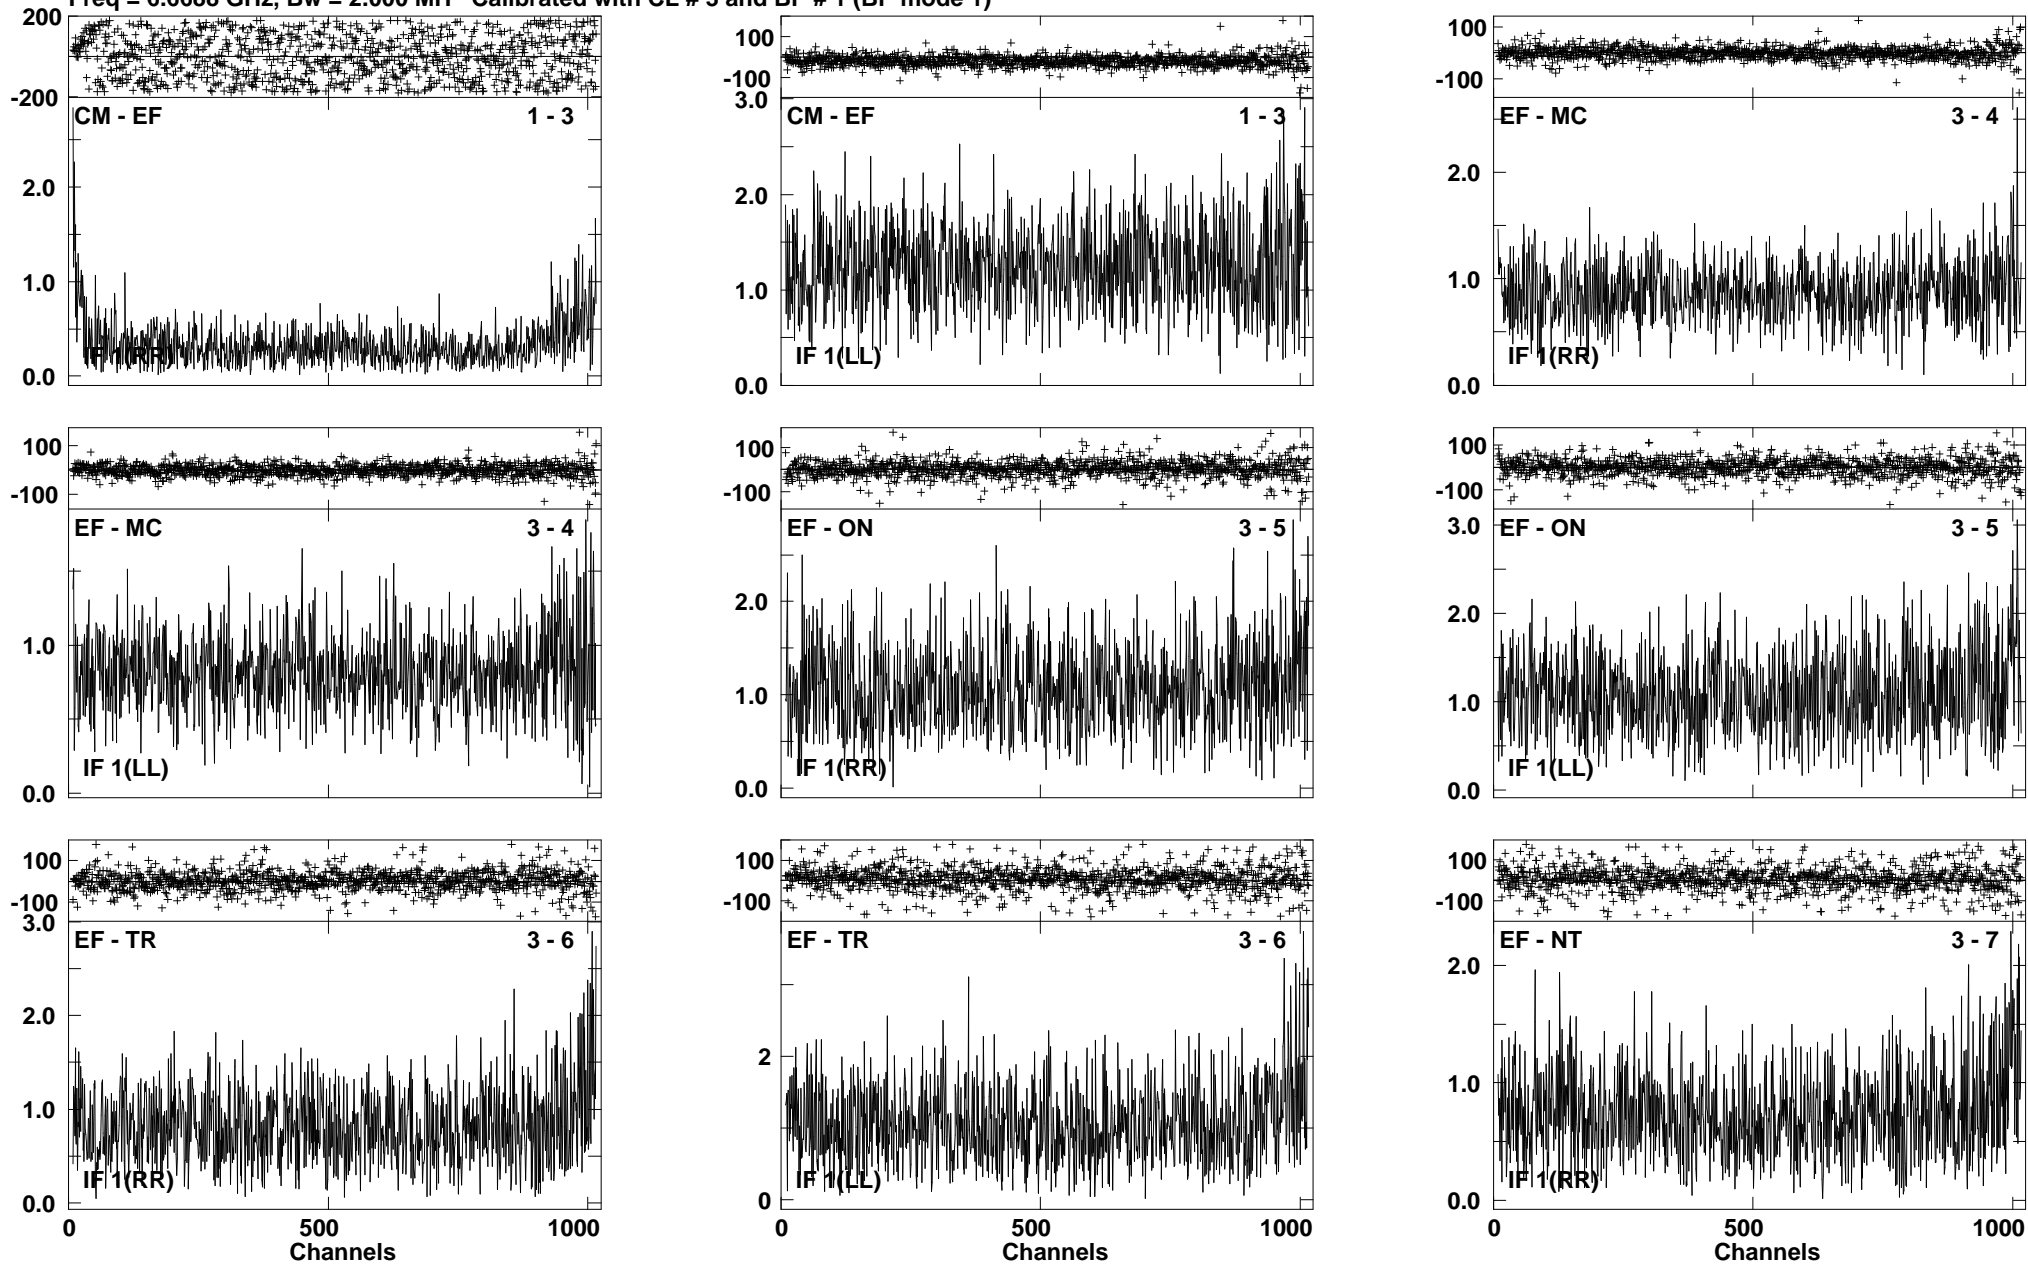 Freq = 6.6688 GHz, Bw = 2.000 MH Calibrated with CL # 3 and BP # 1 (BP mode 1)
200
-200
CM - EF 1 - 3
2.0
1.0
0.0
IF 1(RR)
100
-100
3.0
CM - EF 1 - 3
2.0
1.0
0.0
IF 1(LL)
100
-100
EF - MC 3 - 4
2.0
1.0
0.0
IF 1(RR)
100
-100
EF - MC 3 - 4
1.0
0.0
IF 1(LL)
100
-100
EF - ON 3 - 5
2.0
1.0
0.0
IF 1(RR)
100
-100
3.0
EF - ON 3 - 5
2.0
1.0
0.0
IF 1(LL)
100
-100
3.0
EF - TR 3 - 6
2.0
1.0
0.0
IF 1(RR)
0 500 1000
Channels
100
-100
EF - TR 3 - 6
2
0
IF 1(LL)
0 500 1000
Channels
100
-100
EF - NT 3 - 7
2.0
1.0
0.0
IF 1(RR)
0 500 1000
Channels